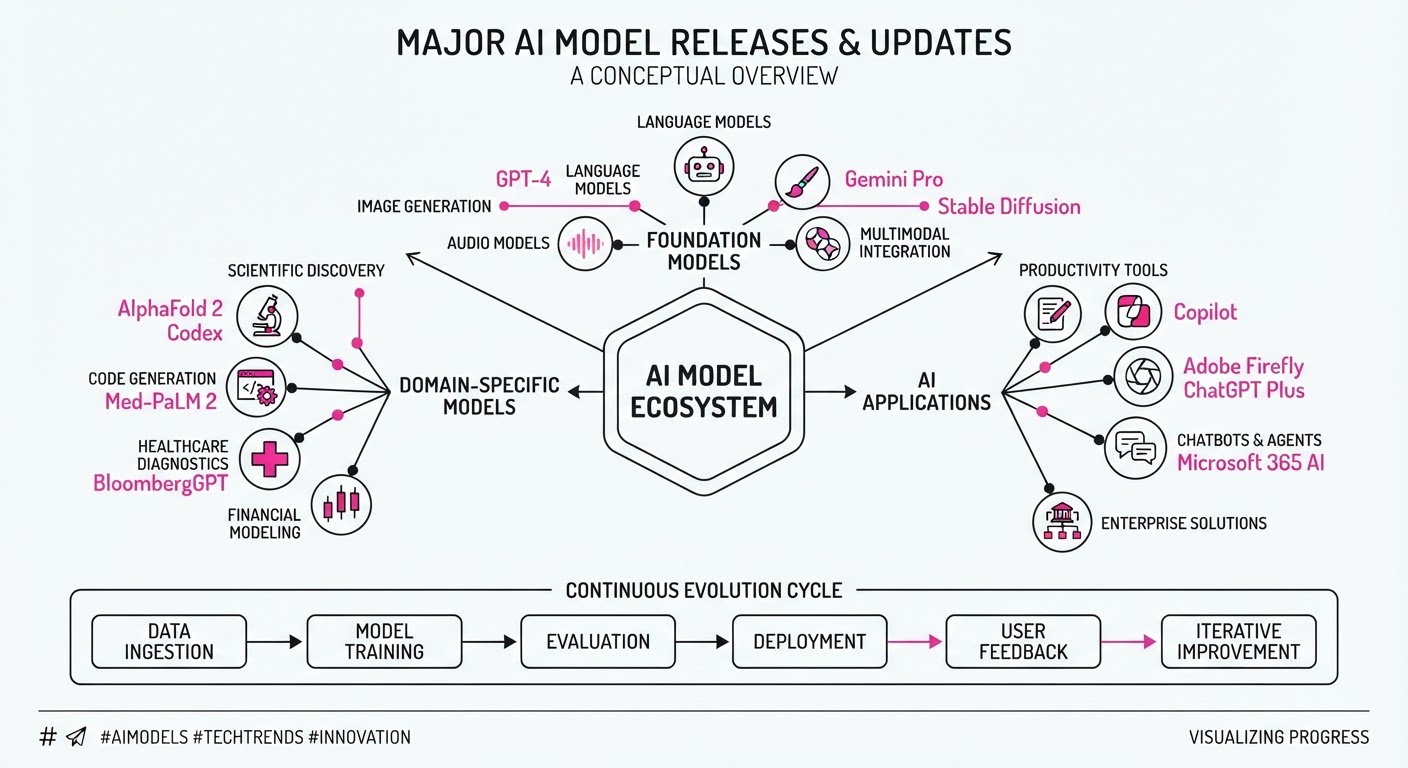 MAJOR AI MODEL RELEASES & UPDATES
A CONCEPTUAL OVERVIEW
LANGUAGE MODELS
GPT-4
LANGUAGE
MODELS
Gemini Pro
IMAGE GENERATION
Stable Diffusion
AUDIO MODELS
FOUNDATION
MODELS
MULTIMODAL
INTEGRATION
SCIENTIFIC DISCOVERY
AlphaFold 2
Codex
CODE GENERATION
Med-PaLM 2
HEALTHCARE
DIAGNOSTICS
BloombergGPT
FINANCIAL
MODELING
DOMAIN-SPECIFIC
MODELS
</>
AI MODEL
ECOSYSTEM
AI
APPLICATIONS
PRODUCTIVITY TOOLS
Copilot
Adobe Firefly
ChatGPT Plus
CHATBOTS & AGENTS
Microsoft 365 AI
ENTERPRISE SOLUTIONS
CONTINUOUS EVOLUTION CYCLE
DATA
INGESTION
MODEL
TRAINING
EVALUATION
DEPLOYMENT
USER
FEEDBACK
ITERATIVE
IMPROVEMENT
# #AIMODELS #TECHTRENDS #INNOVATION
VISUALIZING PROGRESS